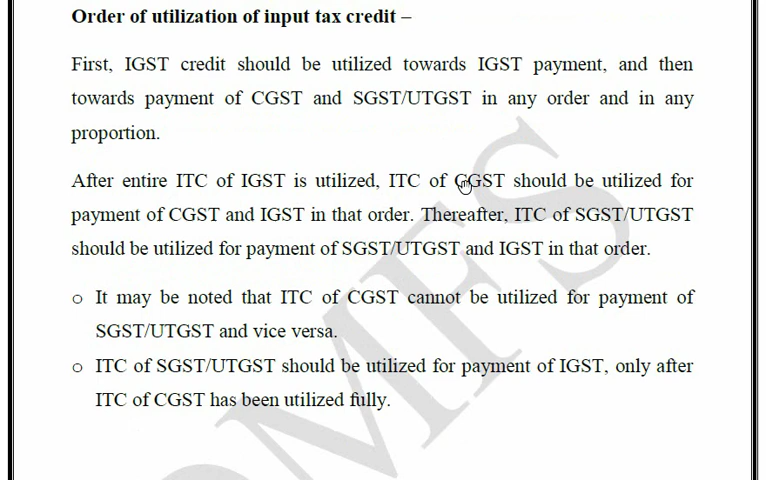 Order of utilization of input tax credit –
First, IGST credit should be utilized towards IGST payment, and then
towards payment of CGST and SGST/UTGST in any order and in any
proportion.
After entire ITC of IGST is utilized, ITC of CGST should be utilized for
payment of CGST and IGST in that order. Thereafter, ITC of SGST/UTGST
should be utilized for payment of SGST/UTGST and IGST in that order.
o It may be noted that ITC of CGST cannot be utilized for payment of
SGST/UTGST and vice versa.
o ITC of SGST/UTGST should be utilized for payment of IGST, only after
ITC of CGST has been utilized fully.
OMFS